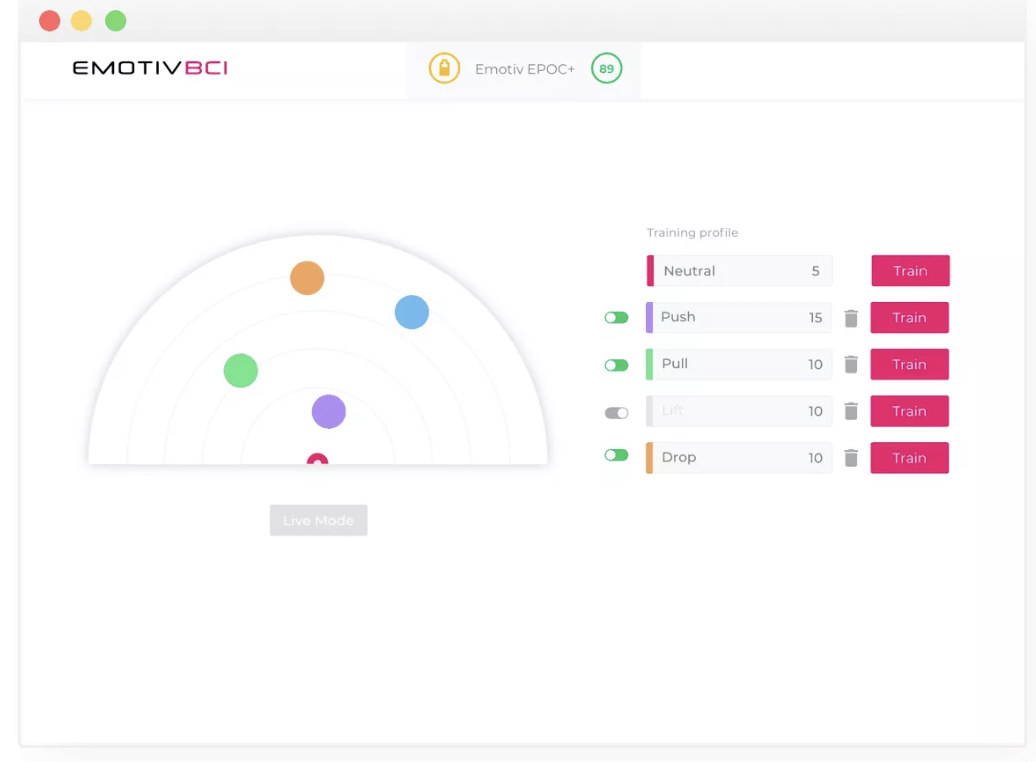 EMOTIVBCI
Emotiv EPOC+ 89
Training profile
Neutral 5 Train
Push 15 Train
Pull 10 Train
Lift 10 Train
Drop 10 Train
Live Mode